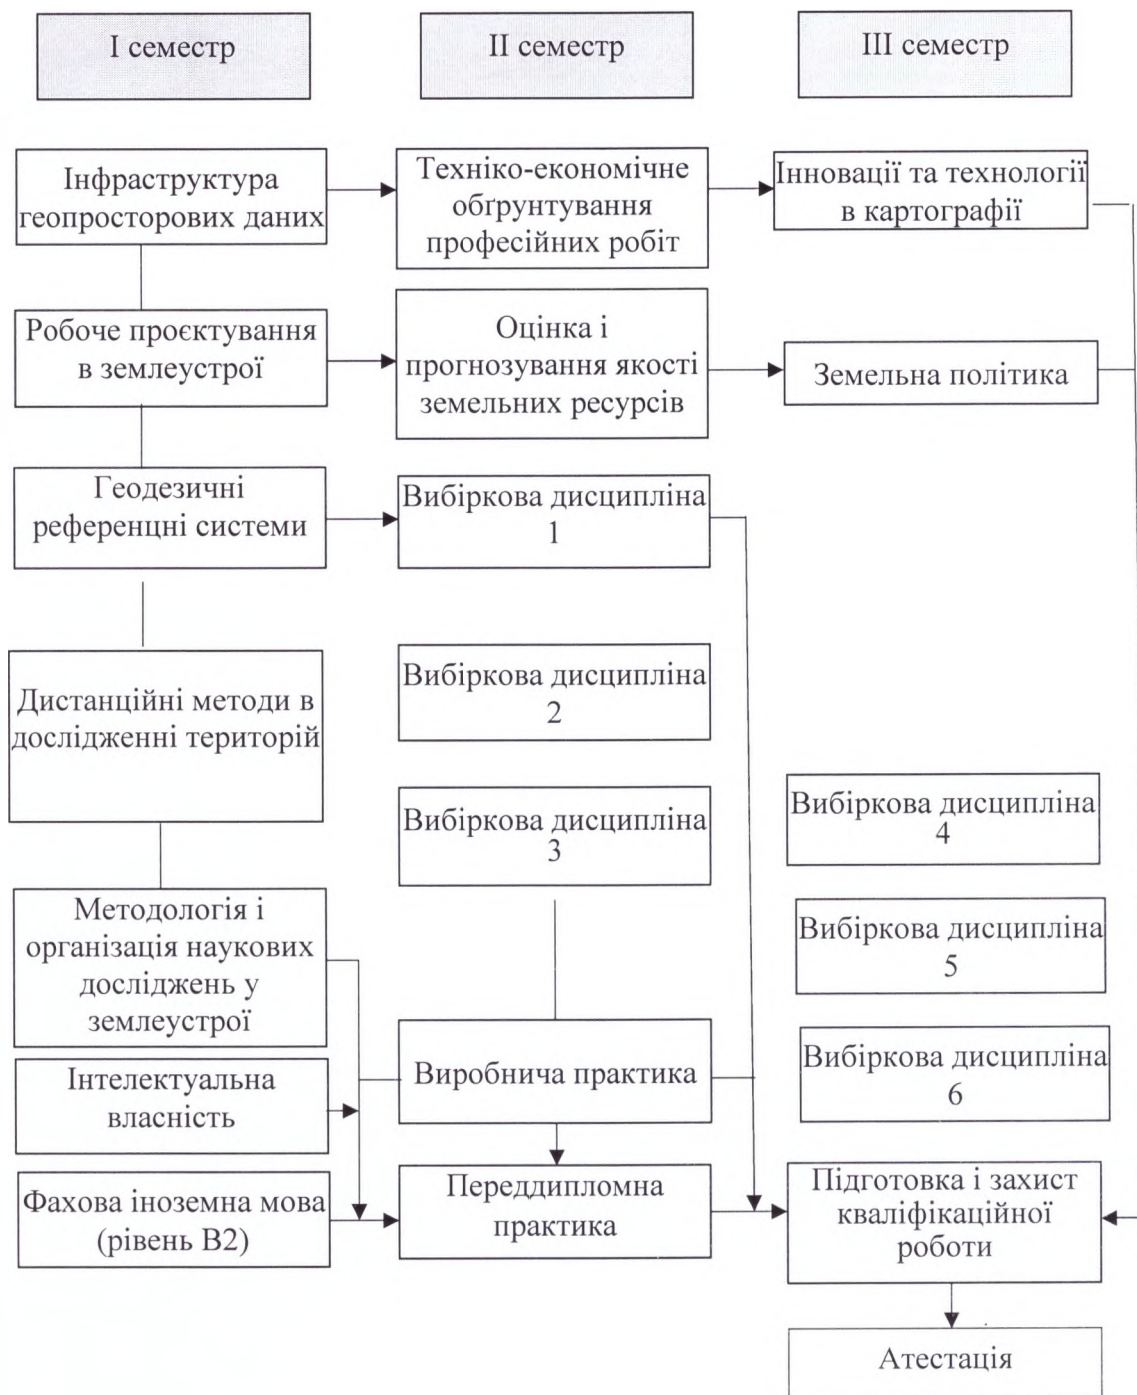 І семестр
ІІ семестр
ІІІ семестр
Інфраструктура
геопросторових даних
Техніко-економічне
обґрунтування
професійних робіт
Інновації та технології
в картографії
Робоче проєктування
в землеустрої
Оцінка і
прогнозування якості
земельних ресурсів
Земельна політика
Геодезичні
референцні системи
Вибіркова дисципліна
1
Дистанційні методи в
дослідженні територій
Вибіркова дисципліна
2
Вибіркова дисципліна
3
Вибіркова дисципліна
4
Методологія і
організація наукових
досліджень у
землеустрої
Вибіркова дисципліна
5
Інтелектуальна
власність
Виробнича практика
Вибіркова дисципліна
6
Фахова іноземна мова
(рівень В2)
Переддипломна
практика
Підготовка і захист
кваліфікаційної
роботи
Атестація